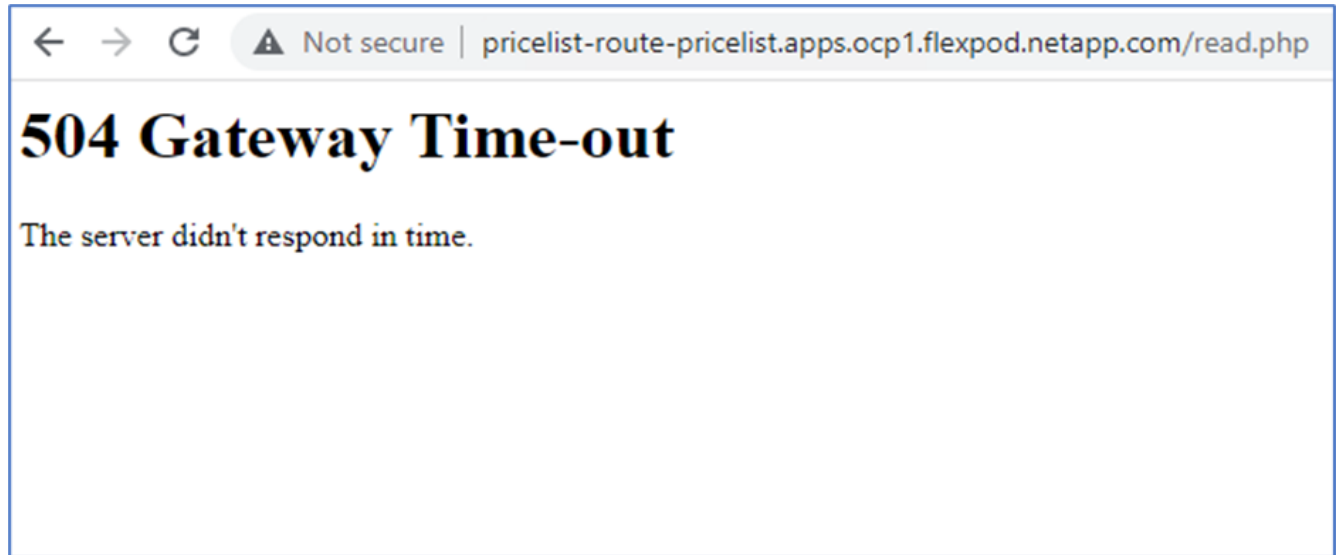 Not secure | pricelist-route-pricelist.apps.ocp1.flexpod.netapp.com/read.php
504 Gateway Time-out
The server didn't respond in time.